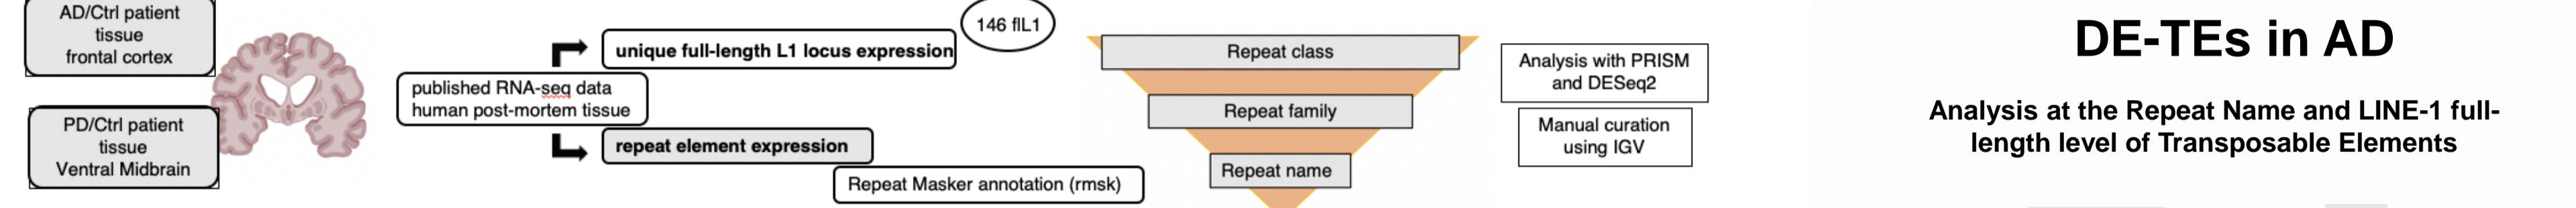 AD/Ctrl patient
tissue
frontal cortex
PD/Ctrl patient
tissue
Ventral Midbrain
published RNA-seq data
human post-mortem tissue
unique full-length L1 locus expression
146 flL1
repeat element expression
Repeat Masker annotation (rmsk)
Repeat class
Repeat family
Repeat name
Analysis with PRISM
and DESeq2
Manual curation
using IGV
DE-TEs in AD
Analysis at the Repeat Name and LINE-1 full-
length level of Transposable Elements